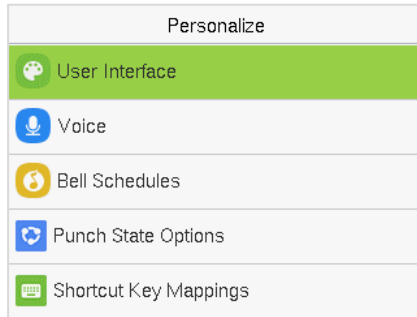 Personalize
User Interface
Voice
Bell Schedules
Punch State Options
Shortcut Key Mappings